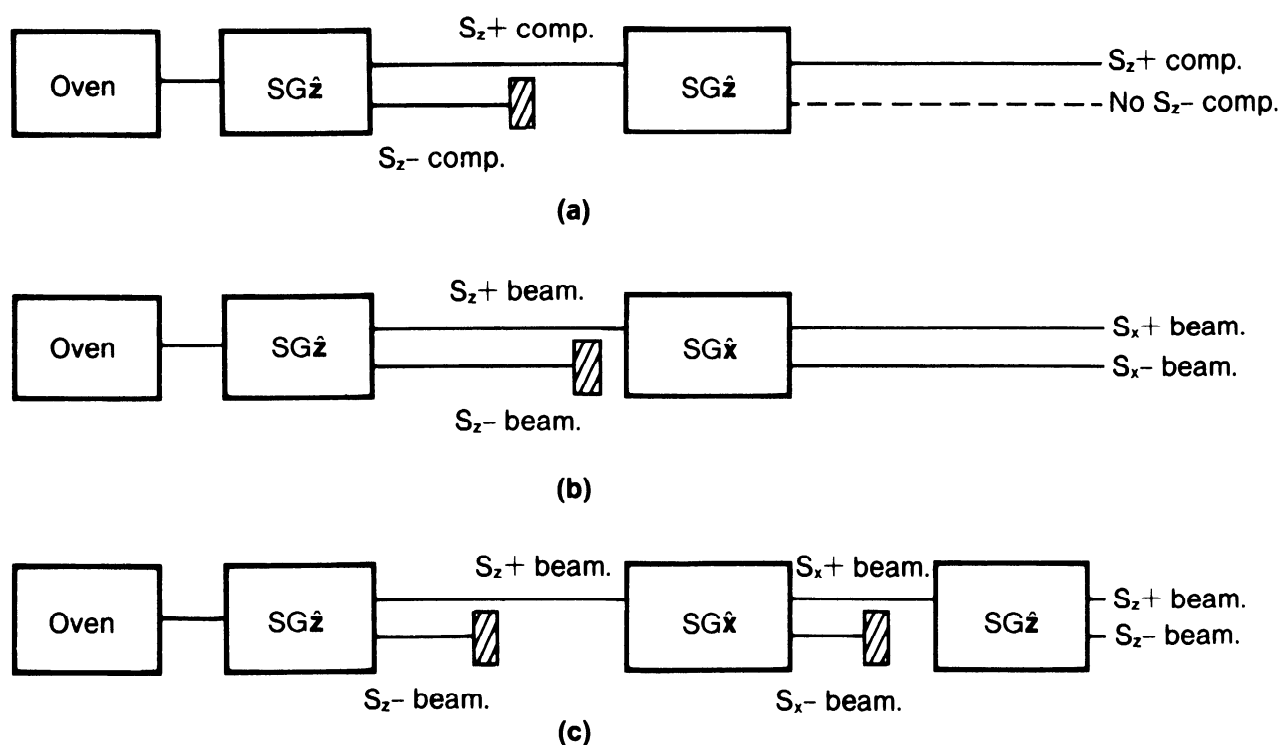 S_z+ comp.
Oven SGẑ SGẑ S_z+ comp.
No S_z– comp.
S_z– comp.
(a)
S_z+ beam.
Oven SGẑ SGx̂ S_x+ beam.
S_x– beam.
S_z– beam.
(b)
S_z+ beam. S_x+ beam.
Oven SGẑ SGx̂ SGẑ S_z+ beam.
S_z– beam.
S_z– beam. S_x– beam.
(c)